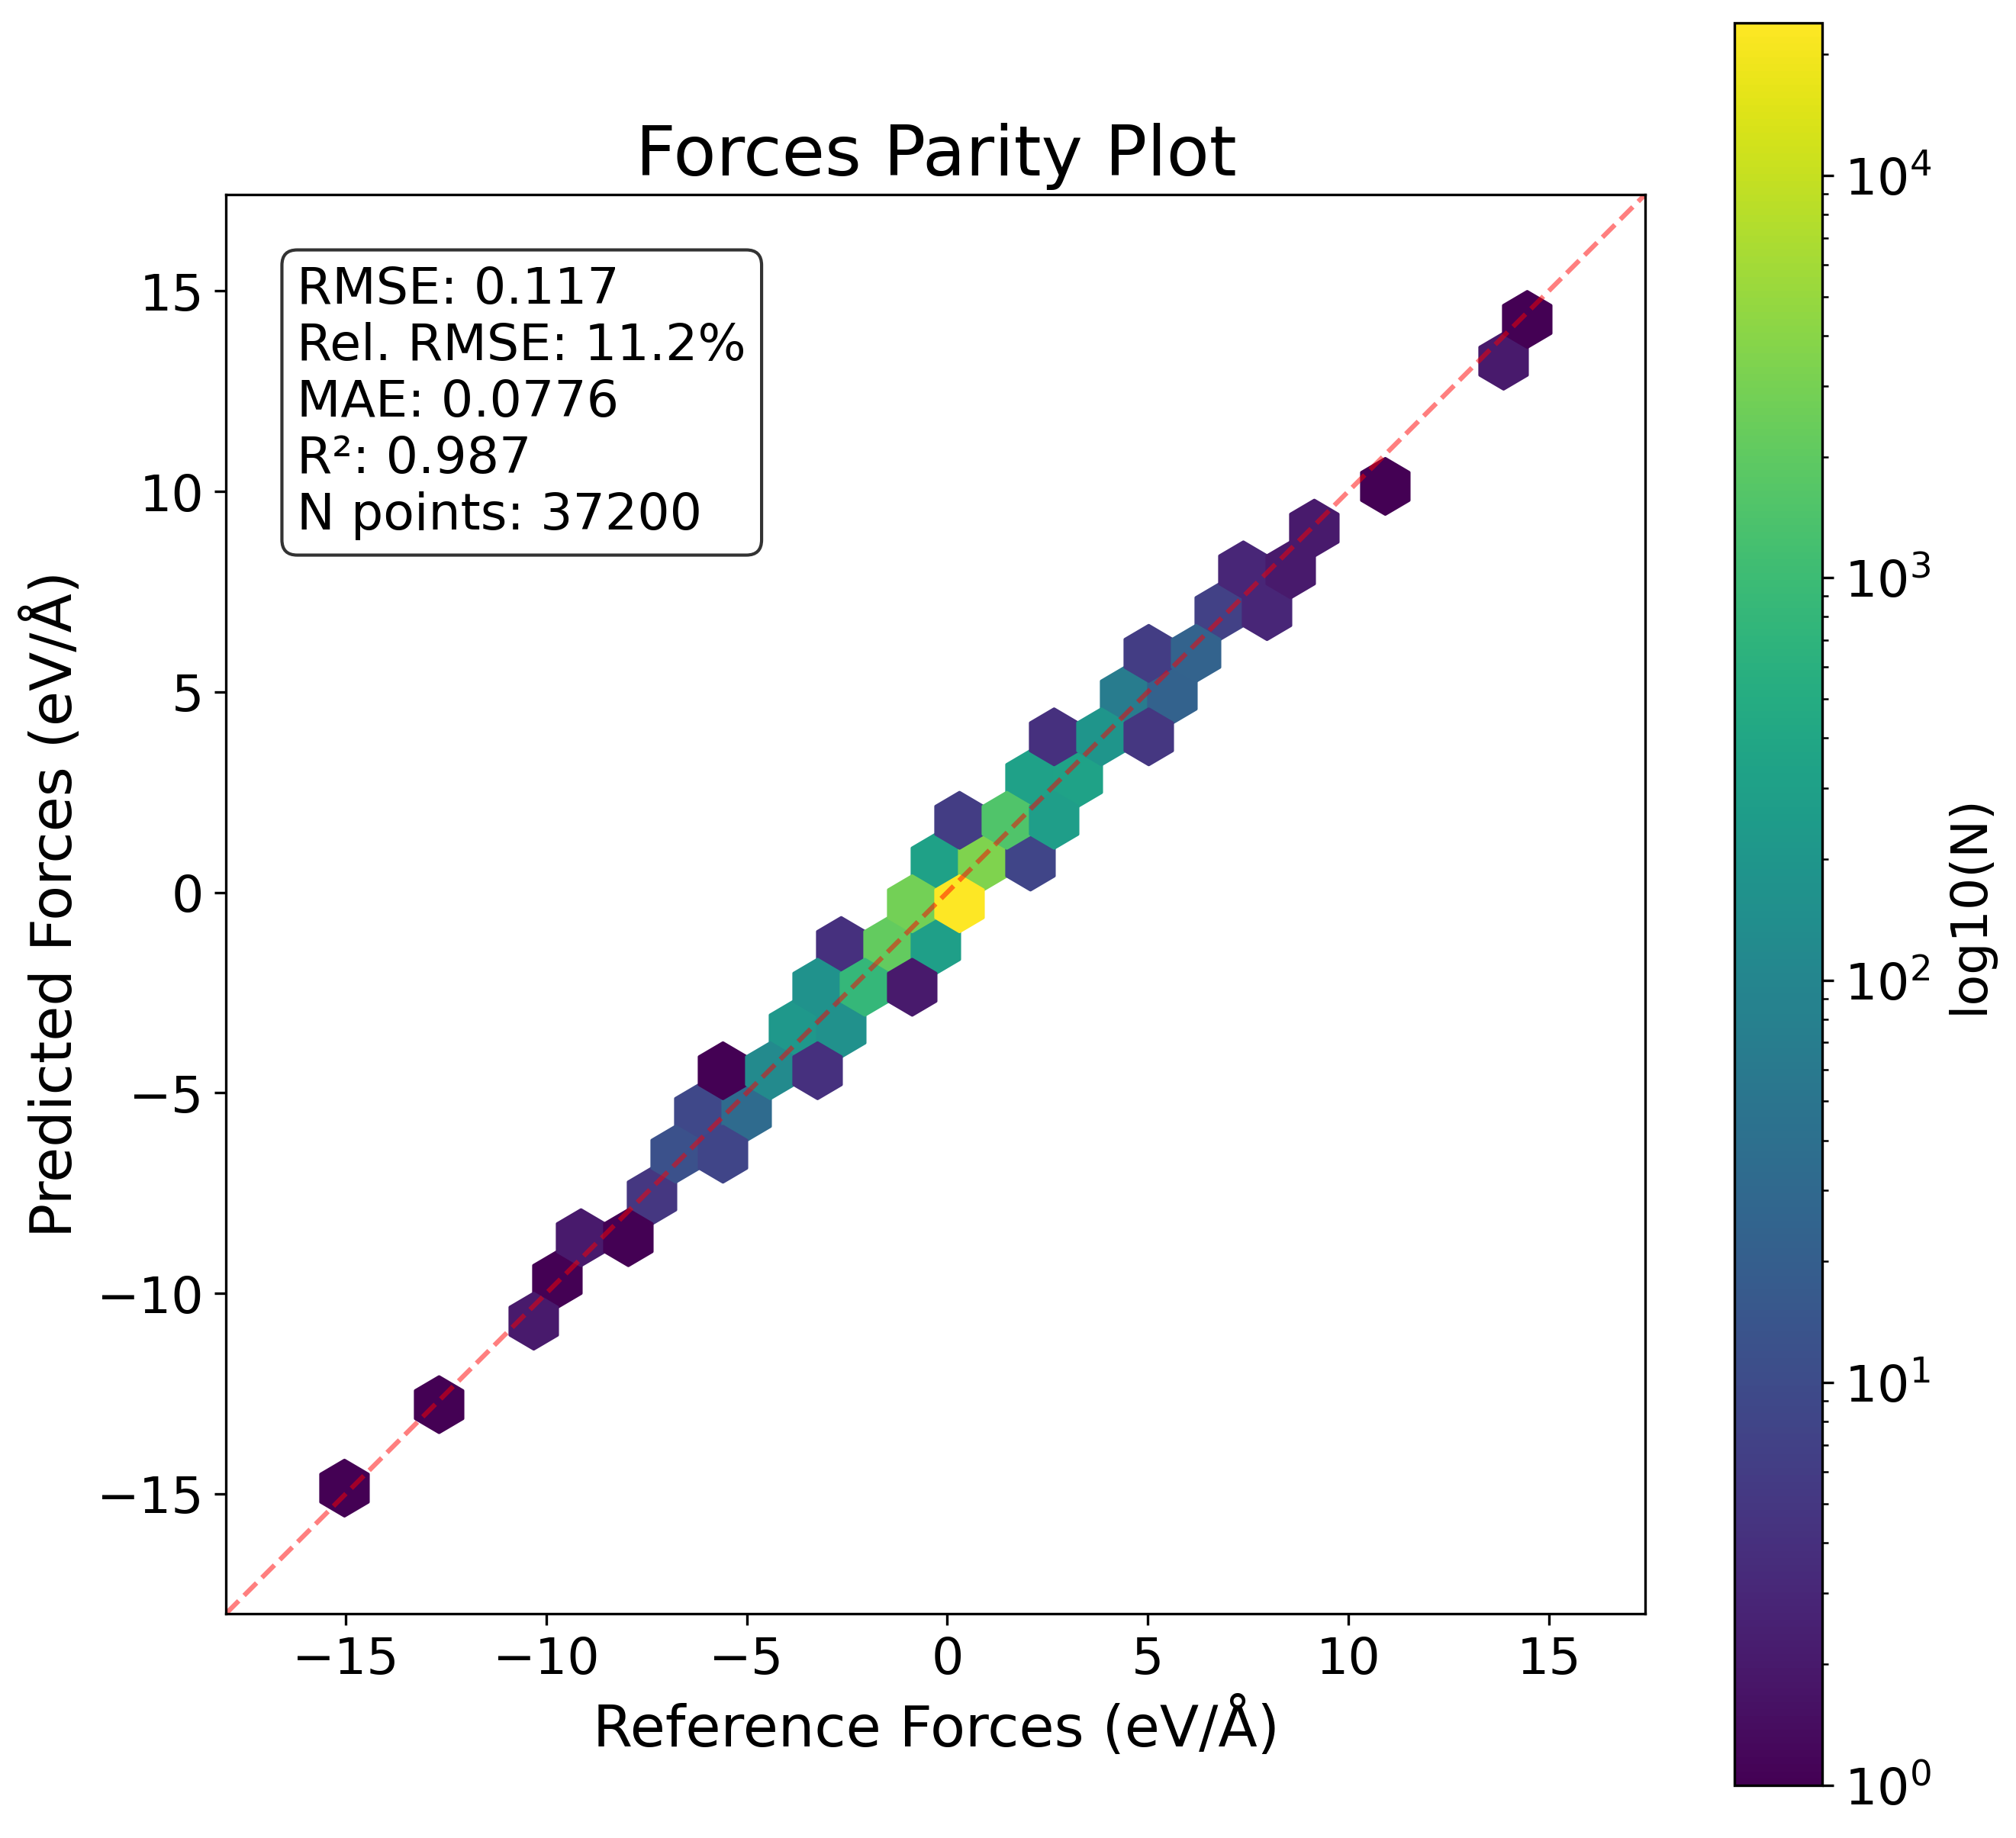 Forces Parity Plot
RMSE: 0.117
Rel. RMSE: 11.2%
MAE: 0.0776
R²: 0.987
N points: 37200
Predicted Forces (eV/Å)
15
10
5
0
−5
−10
−15
−15 −10 −5 0 5 10 15
Reference Forces (eV/Å)
10⁴
10³
10²
10¹
10⁰
log10(N)